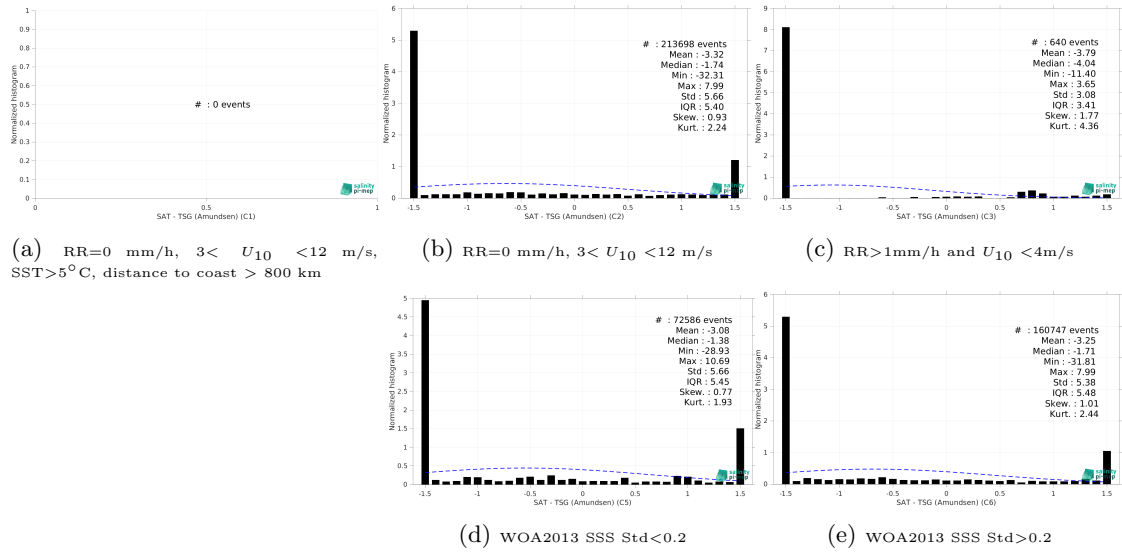 1
0.9
0.8
0.7
0.6
0.5
0.4
0.3
0.2
0.1
0
Normalized histogram
# : 0 events
salinity
pi-mep
0 0.5 1
SAT - TSG (Amundsen) (C1)
(a) RR=0 mm/h, 3< U10 <12 m/s,
SST>5°C, distance to coast > 800 km
6
5
4
3
2
1
0
Normalized histogram
# : 213698 events
Mean : -3.32
Median : -1.74
Min : -32.31
Max : 7.99
Std : 5.66
IQR : 5.40
Skew. : 0.93
Kurt. : 2.24
salinity
pi-mep
-1.5 -1 -0.5 0 0.5 1 1.5
SAT - TSG (Amundsen) (C2)
(b) RR=0 mm/h, 3< U10 <12 m/s
9
8
7
6
5
4
3
2
1
0
Normalized histogram
# : 640 events
Mean : -3.79
Median : -4.04
Min : -11.40
Max : 3.65
Std : 3.08
IQR : 3.41
Skew. : 1.77
Kurt. : 4.36
salinity
pi-mep
-1.5 -1 -0.5 0 0.5 1 1.5
SAT - TSG (Amundsen) (C3)
(c) RR>1mm/h and U10 <4m/s
5
4.5
4
3.5
3
2.5
2
1.5
1
0.5
0
Normalized histogram
# : 72586 events
Mean : -3.08
Median : -1.38
Min : -28.93
Max : 10.69
Std : 5.66
IQR : 5.45
Skew. : 0.77
Kurt. : 1.93
salinity
pi-mep
-1.5 -1 -0.5 0 0.5 1 1.5
SAT - TSG (Amundsen) (C5)
(d) WOA2013 SSS Std<0.2
6
5
4
3
2
1
0
Normalized histogram
# : 160747 events
Mean : -3.25
Median : -1.71
Min : -31.81
Max : 7.99
Std : 5.38
IQR : 5.48
Skew. : 1.01
Kurt. : 2.44
salinity
pi-mep
-1.5 -1 -0.5 0 0.5 1 1.5
SAT - TSG (Amundsen) (C6)
(e) WOA2013 SSS Std>0.2